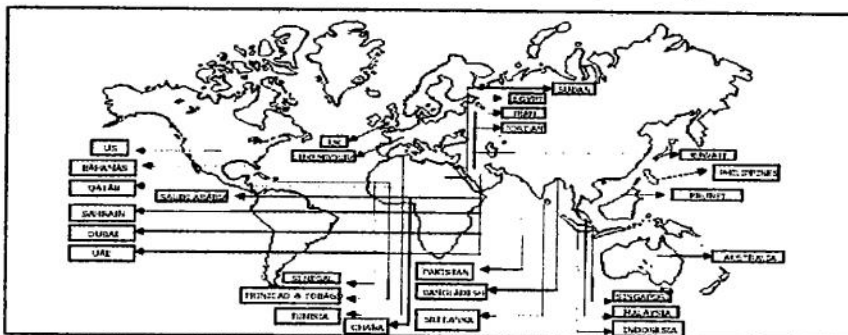 SUDAN
EGYPT
IRAN
JORDAN
US
UK
KUWAIT
BAHAMAS
PHILIPPINES
QATAR
SAUDI ARABIA
BRUNEI
BAHRAIN
DUBAI
UAE
AUSTRALIA
PAKISTAN
SENEGAL
BANGLADESH
TRINIDAD & TOBAGO
SINGAPORE
TUNISIA
SRI LANKA
MALAYSIA
GHANA
INDONESIA